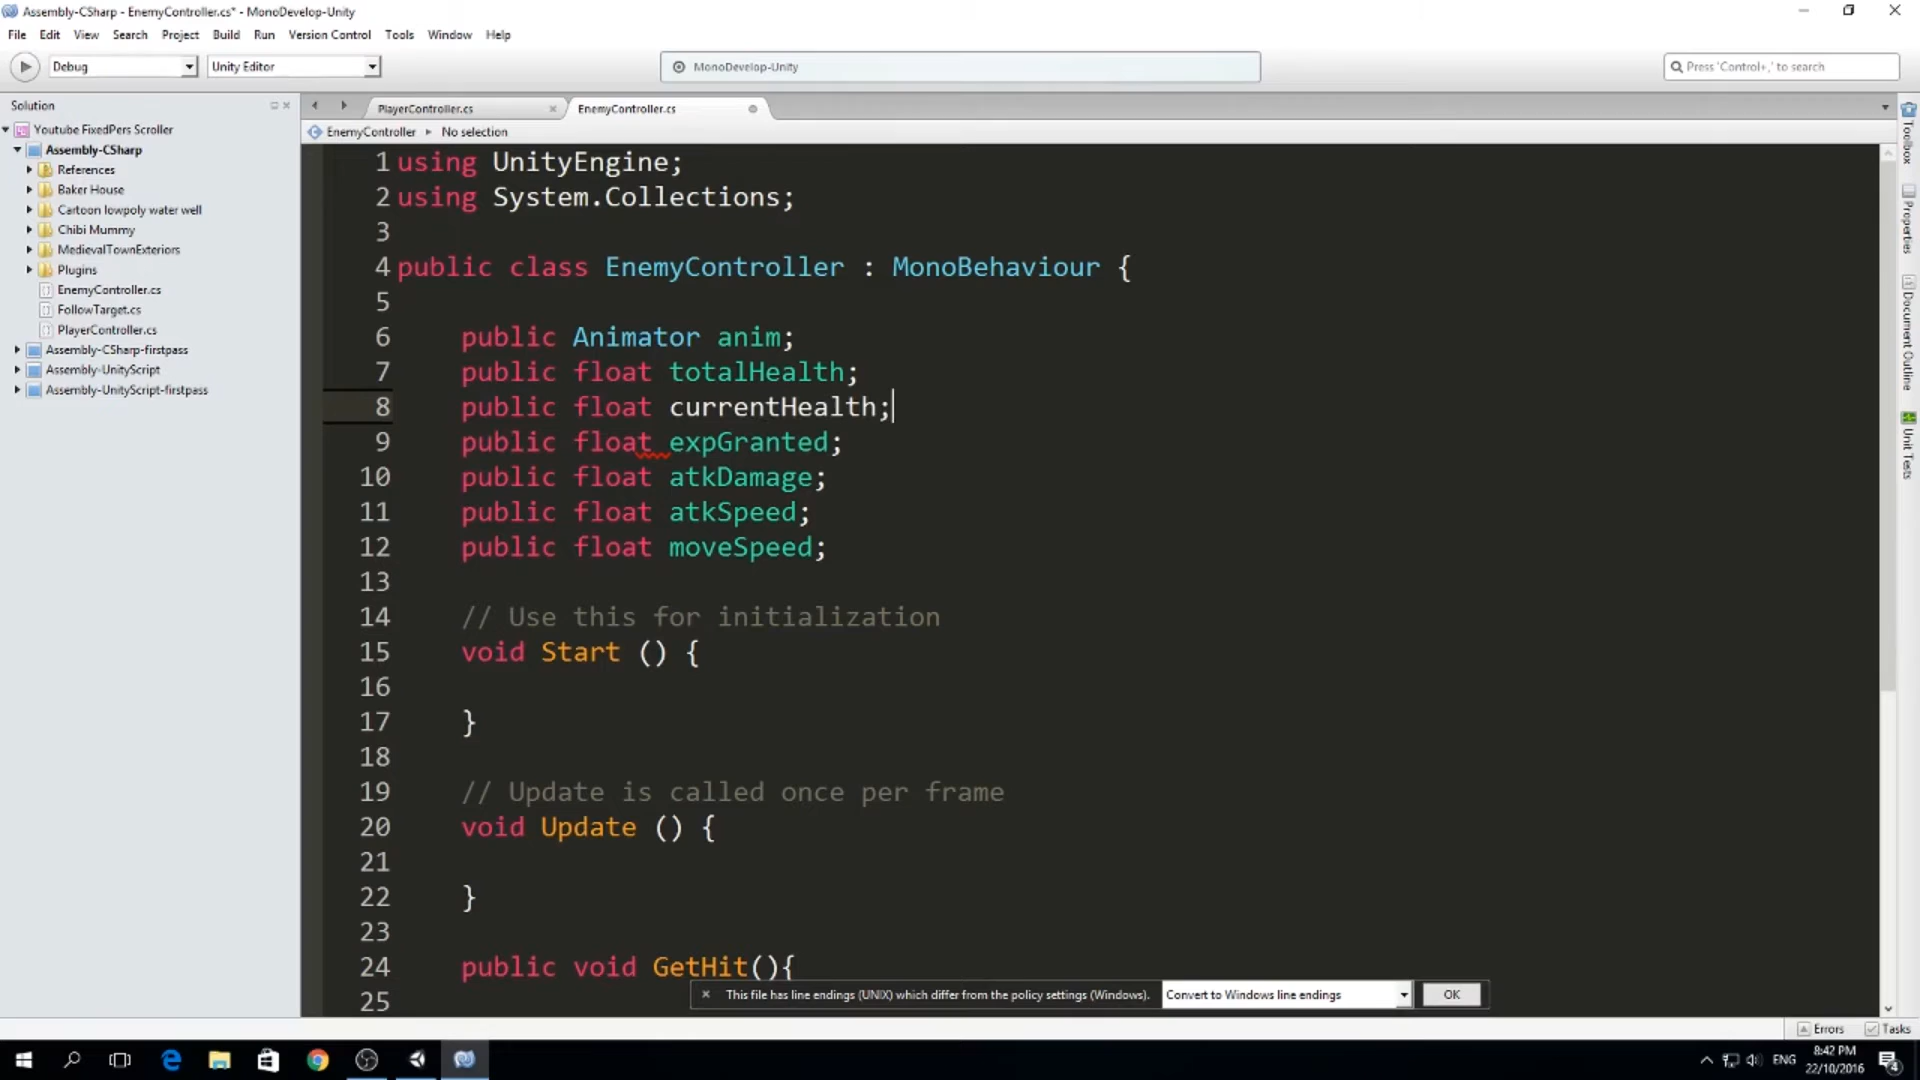 Assembly-CSharp - EnemyController.cs* - MonoDevelop-Unity
File Edit View Search Project Build Run Version Control Tools Window Help
Debug Unity Editor MonoDevelop-Unity Press 'Control+,' to search
Solution
Youtube FixedPers Scroller
Assembly-CSharp
References
Baker House
Cartoon lowpoly water well
Chibi Mummy
MedievalTownExteriors
Plugins
EnemyController.cs
FollowTarget.cs
PlayerController.cs
Assembly-CSharp-firstpass
Assembly-UnityScript
Assembly-UnityScript-firstpass
PlayerController.cs EnemyController.cs
EnemyController No selection
1 using UnityEngine;
2 using System.Collections;
3
4 public class EnemyController : MonoBehaviour {
5
6 public Animator anim;
7 public float totalHealth;
8 public float currentHealth;
9 public float expGranted;
10 public float atkDamage;
11 public float atkSpeed;
12 public float moveSpeed;
13
14 // Use this for initialization
15 void Start () {
16
17 }
18
19 // Update is called once per frame
20 void Update () {
21
22 }
23
24 public void GetHit(){
25
This file has line endings (UNIX) which differ from the policy settings (Windows). Convert to Windows line endings OK
Toolbox
Properties
Document Outline
Unit Tests
Errors Tasks
ENG 8:42 PM
22/10/2016
4